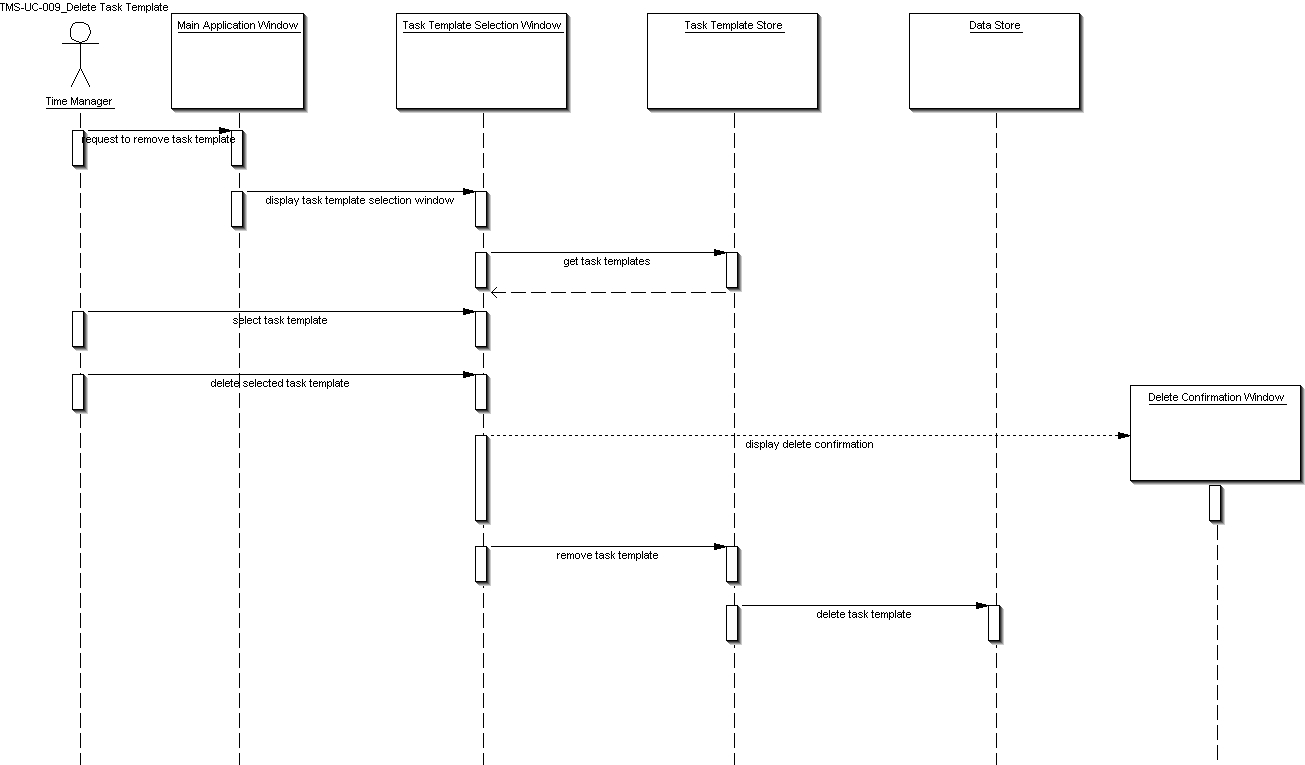 TMS-UC-009_Delete Task Template
Main Application Window
Task Template Selection Window
Task Template Store
Data Store
Time Manager
request to remove task template
display task template selection window
get task templates
select task template
delete selected task template
Delete Confirmation Window
display delete confirmation
remove task template
delete task template